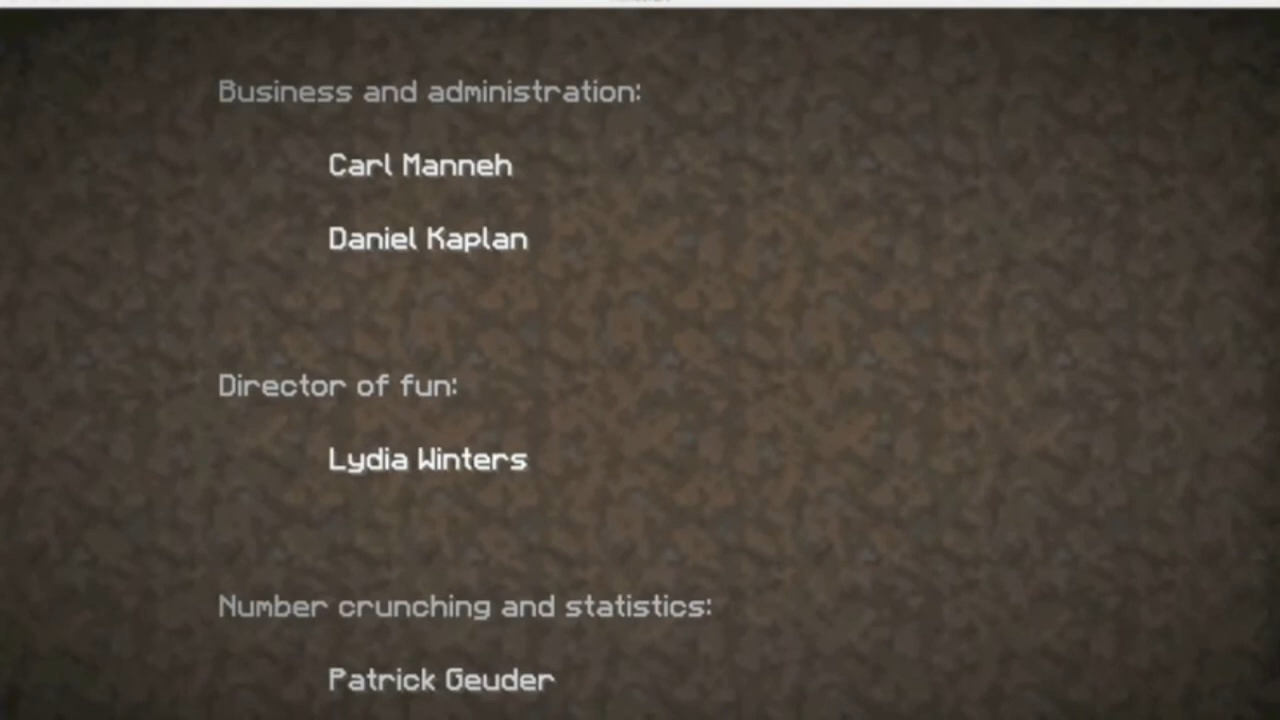 Business and administration:
Carl Manneh
Daniel Kaplan
Director of fun:
Lydia Winters
Number crunching and statistics:
Patrick Geuder